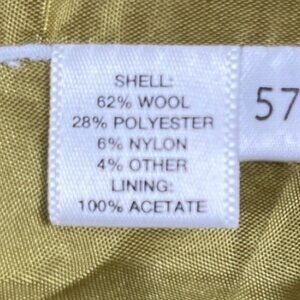 SHELL:
62% WOOL
28% POLYESTER
6% NYLON
4% OTHER
LINING:
100% ACETATE
57